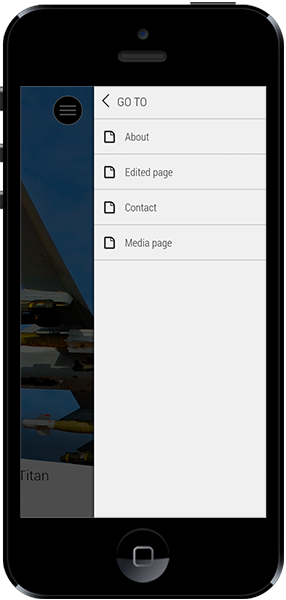 GO TO
About
Edited page
Contact
Media page
Titan